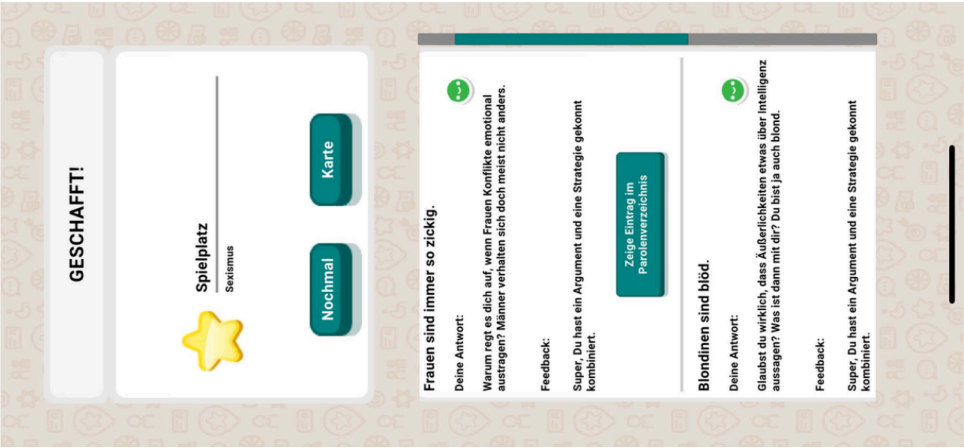 GESCHAFFT!
Spielplatz
Sexismus
Nochmal
Karte
Frauen sind immer so zickig.
Deine Antwort:
Warum regt es dich auf, wenn Frauen Konflikte emotional
austragen? Männer verhalten sich doch meist nicht anders.
Feedback:
Super, Du hast ein Argument und eine Strategie gekonnt
kombiniert.
Zeige Eintrag im
Parolenverzeichnis
Blondinen sind blöd.
Deine Antwort:
Glaubst du wirklich, dass Äußerlichkeiten etwas über Intelligenz
aussagen? Was ist dann mit dir? Du bist ja auch blond.
Feedback:
Super, Du hast ein Argument und eine Strategie gekonnt
kombiniert.